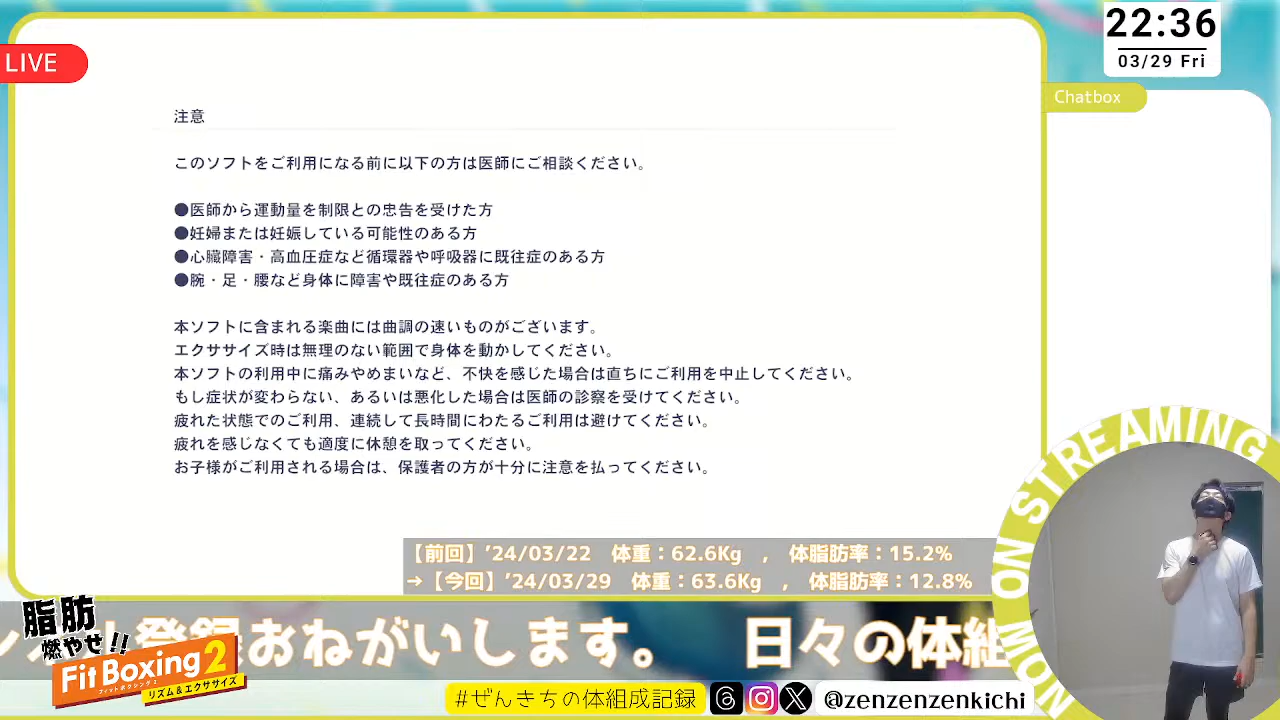 LIVE
22:36
03/29 Fri
Chatbox
注意
このソフトをご利用になる前に以下の方は医師にご相談ください。
●医師から運動量を制限との忠告を受けた方
●妊婦または妊娠している可能性のある方
●心臓障害・高血圧症など循環器や呼吸器に既往症のある方
●腕・足・腰など身体に障害や既往症のある方
本ソフトに含まれる楽曲には曲調の速いものがございます。
エクササイズ時は無理のない範囲で身体を動かしてください。
本ソフトの利用中に痛みやめまいなど、不快を感じた場合は直ちにご利用を中止してください。
もし症状が変わらない、あるいは悪化した場合は医師の診察を受けてください。
疲れた状態でのご利用、連続して長時間にわたるご利用は避けてください。
疲れを感じなくても適度に休憩を取ってください。
お子様がご利用される場合は、保護者の方が十分に注意を払ってください。
NOW ON STREAMING
【前回】’24/03/22 体重：62.6Kg , 体脂肪率：15.2%
→【今回】’24/03/29 体重：63.6Kg , 体脂肪率：12.8%
登録おねがいします。 日々の体組
脂肪
燃やせ!!
Fit Boxing 2
フィットボクシング 2
リズム＆エクササイズ
#ぜんきちの体組成記録
@zenzenzenkichi